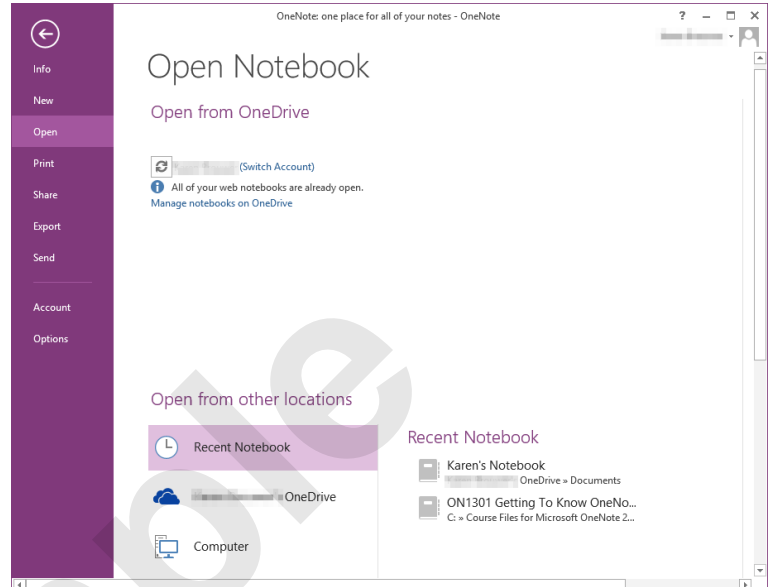 OneNote: one place for all of your notes - OneNote
?
Info
New
Open
Print
Share
Export
Send
Account
Options
Open Notebook
Open from OneDrive
(Switch Account)
All of your web notebooks are already open.
Manage notebooks on OneDrive
Open from other locations
Recent Notebook
OneDrive
Computer
Recent Notebook
Karen's Notebook
OneDrive » Documents
ON1301 Getting To Know OneNo...
C: » Course Files for Microsoft OneNote 2...